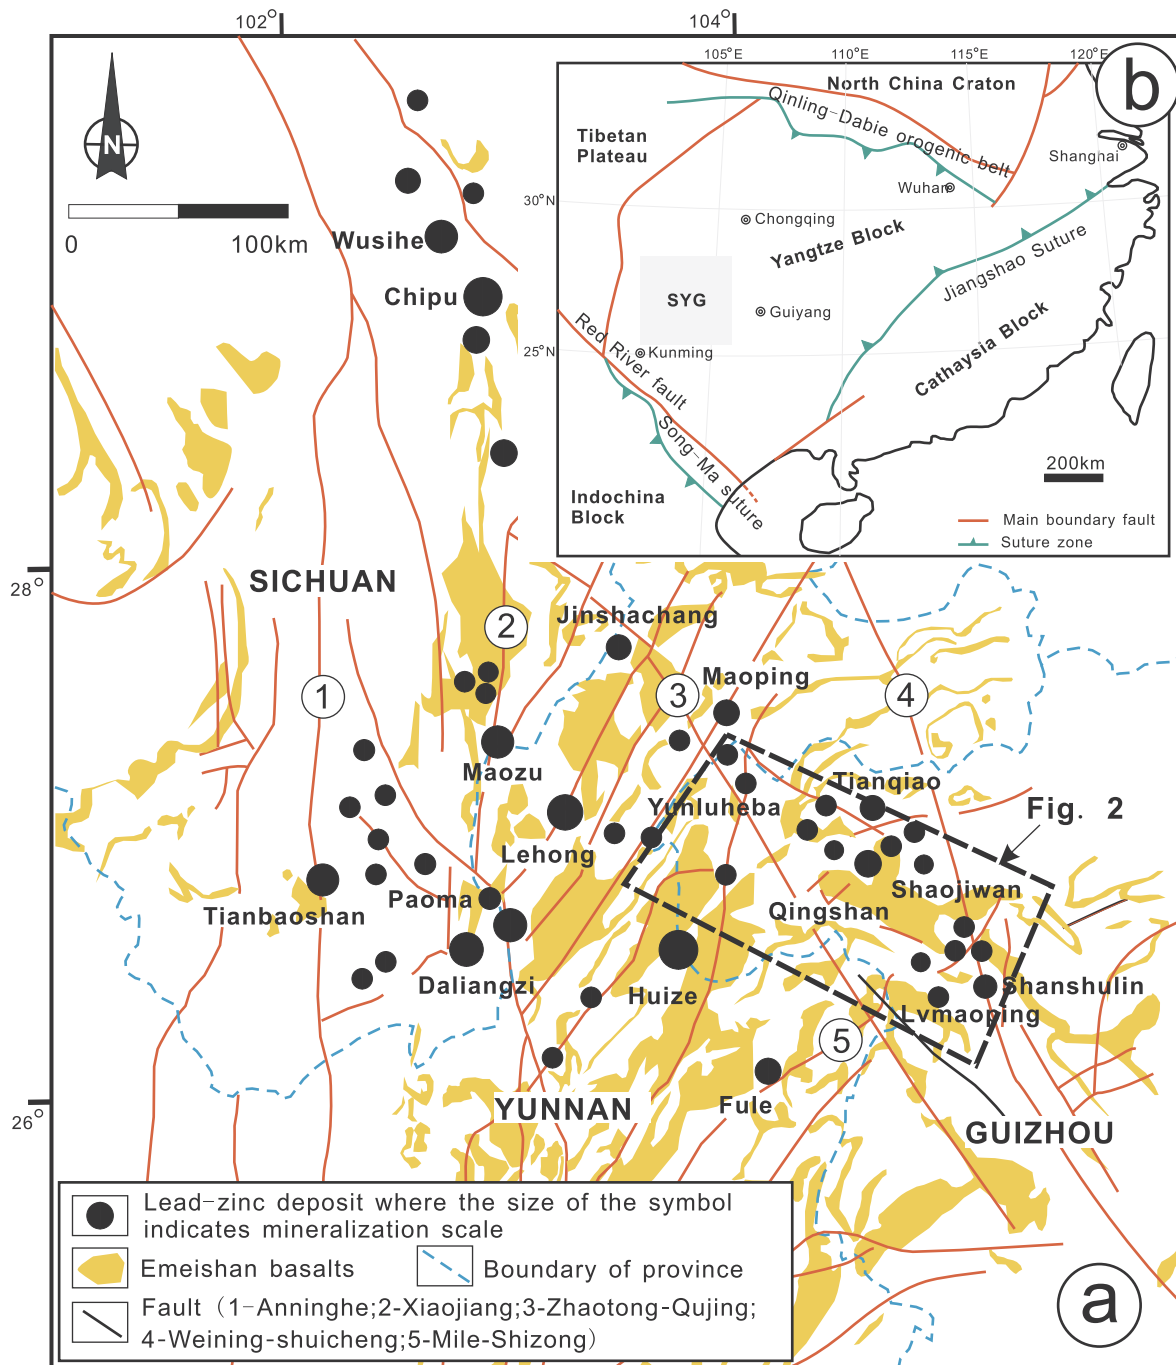 102°
104°
105°E
110°E
115°E
120°E
b
North China Craton
Qinling-Dabie orogenic belt
Tibetan
Plateau
Shanghai
Wuhan
30°N
Chongqing
Yangtze Block
Jiangshao Suture
SYG
Guiyang
Red River fault
25°N
Kunming
Cathaysia Block
Song-Ma suture
200km
Indochina
Block
Main boundary fault
Suture zone
N
0 100km
Wusihe
Chipu
28°
SICHUAN
Jinshachang
2
1
3
4
Maoping
Maozu
Tianqiao
Yunluheba
Fig. 2
Lehong
Paoma
Shaojiwan
Tianbaoshan
Qingshan
Daliangzi
Huize
Shanshulin
Lvmaoping
5
26°
YUNNAN
Fule
GUIZHOU
Lead-zinc deposit where the size of the symbol
indicates mineralization scale
Emeishan basalts
Boundary of province
Fault (1-Anninghe;2-Xiaojiang;3-Zhaotong-Qujing;
4-Weining-shuicheng;5-Mile-Shizong)
a